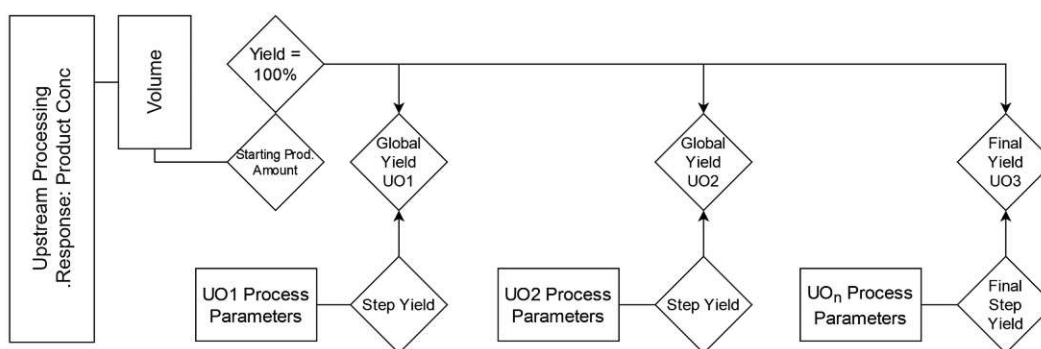 Upstream Processing
.Response: Product Conc
Volume
Yield =
100%
Starting Prod.
Amount
Global
Yield
UO1
Global
Yield
UO2
Final
Yield
UO3
UO1 Process
Parameters
Step Yield
UO2 Process
Parameters
Step Yield
UOn Process
Parameters
Final
Step
Yield